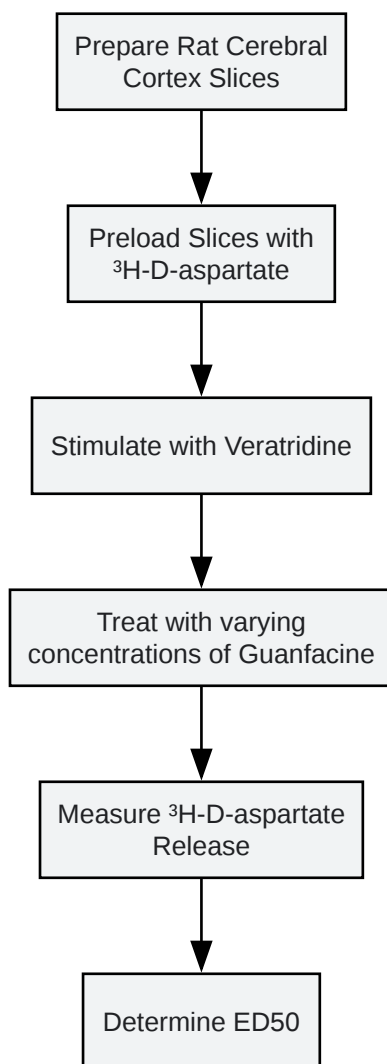 Prepare Rat Cerebral
Cortex Slices
Preload Slices with
³H-D-aspartate
Stimulate with Veratridine
Treat with varying
concentrations of Guanfacine
Measure ³H-D-aspartate
Release
Determine ED50